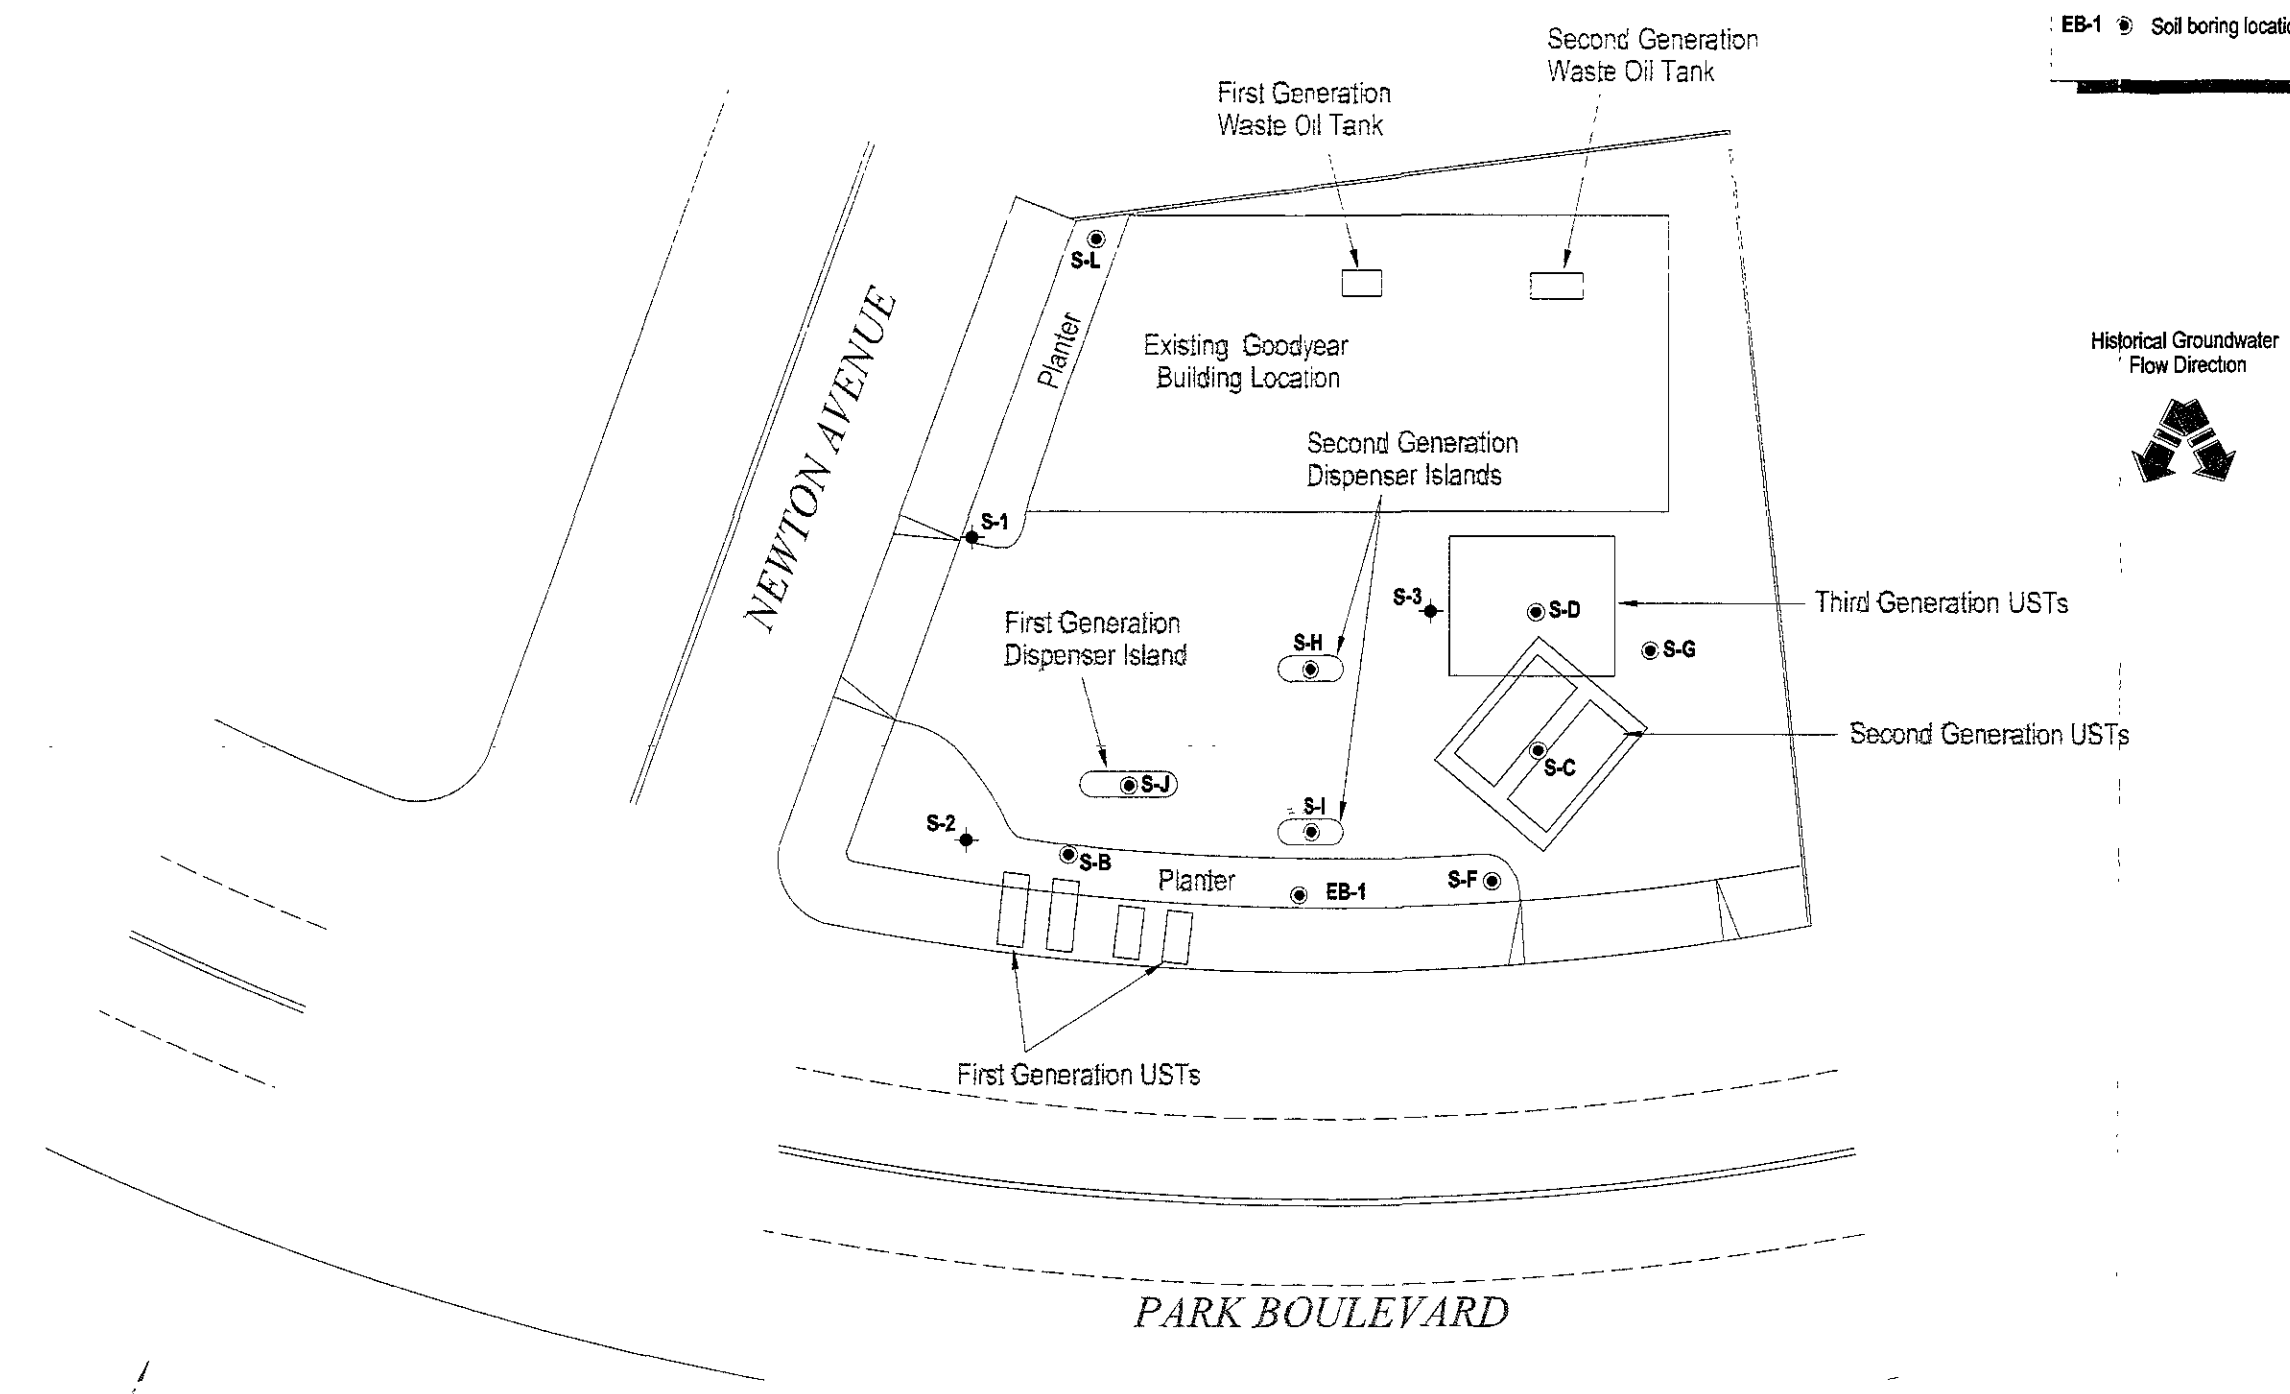 EB-1 Soil boring locatio
Second Generation
Waste Oil Tank
First Generation
Waste Oil Tank
S-L
Planter
Existing Goodyear
Building Location
NEWTON AVENUE
Historical Groundwater
Flow Direction
Second Generation
Dispenser Islands
S-1
S-3
S-D
Third Generation USTs
First Generation
Dispenser Island
S-H
S-G
Second Generation USTs
S-C
S-J
S-I
S-2
S-B
Planter
EB-1
S-F
First Generation USTs
PARK BOULEVARD